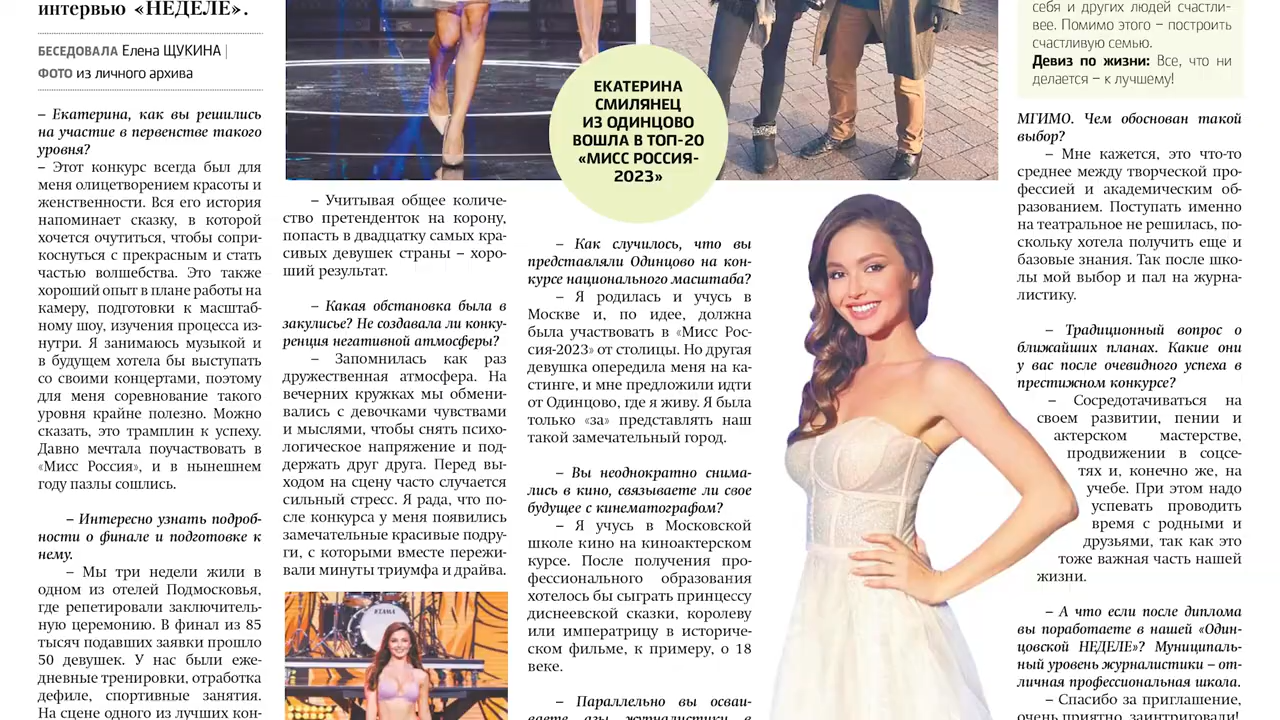 интервью «НЕДЕЛЕ».
БЕСЕДОВАЛА Елена ЩУКИНА |
ФОТО из личного архива
– Екатерина, как вы решились
на участие в первенстве такого
уровня?
– Этот конкурс всегда был для
меня олицетворением красоты и
женственности. Вся его история
напоминает сказку, в которой
хочется очутиться, чтобы сопри-
коснуться с прекрасным и стать
частью волшебства. Это также
хороший опыт в плане работы на
камеру, подготовки к масштаб-
ному шоу, изучения процесса из-
нутри. Я занимаюсь музыкой и
в будущем хотела бы выступать
со своими концертами, поэтому
для меня соревнование такого
уровня крайне полезно. Можно
сказать, это трамплин к успеху.
Давно мечтала поучаствовать в
«Мисс Россия», и в нынешнем
году пазлы сошлись.
– Интересно узнать подроб-
ности о финале и подготовке к
нему.
– Мы три недели жили в
одном из отелей Подмосковья,
где репетировали заключитель-
ную церемонию. В финал из 85
тысяч подавших заявки прошло
50 девушек. У нас были еже-
дневные тренировки, отработка
дефиле, спортивные занятия.
На сцене одного из лучших кон-
– Учитывая общее количе-
ство претенденток на корону,
попасть в двадцатку самых кра-
сивых девушек страны – хоро-
ший результат.
– Какая обстановка была в
закулисье? Не создавала ли конку-
ренция негативной атмосферы?
– Запомнилась как раз
дружественная атмосфера. На
вечерних кружках мы обмени-
вались с девочками чувствами
и мыслями, чтобы снять психо-
логическое напряжение и под-
держать друг друга. Перед вы-
ходом на сцену часто случается
сильный стресс. Я рада, что по-
сле конкурса у меня появились
замечательные красивые подру-
ги, с которыми вместе пережи-
вали минуты триумфа и драйва.
TAMA
ЕКАТЕРИНА
СМИЛЯНЕЦ
ИЗ ОДИНЦОВО
ВОШЛА В ТОП-20
«МИСС РОССИЯ-
2023»
– Как случилось, что вы
представляли Одинцово на кон-
курсе национального масштаба?
– Я родилась и учусь в
Москве и, по идее, должна
была участвовать в «Мисс Рос-
сия-2023» от столицы. Но другая
девушка опередила меня на ка-
стинге, и мне предложили идти
от Одинцово, где я живу. Я была
только «за» представлять наш
такой замечательный город.
– Вы неоднократно снима-
лись в кино, связываете ли свое
будущее с кинематографом?
– Я учусь в Московской
школе кино на киноактерском
курсе. После получения про-
фессионального образования
хотелось бы сыграть принцессу
диснеевской сказки, королеву
или императрицу в историче-
ском фильме, к примеру, о 18
веке.
– Параллельно вы осваи-
ваете азы журналистики в
себя и других людей счастли-
вее. Помимо этого – построить
счастливую семью.
Девиз по жизни: Все, что ни
делается – к лучшему!
МГИМО. Чем обоснован такой
выбор?
– Мне кажется, это что-то
среднее между творческой про-
фессией и академическим об-
разованием. Поступать именно
на театральное не решилась, по-
скольку хотела получить еще и
базовые знания. Так после шко-
лы мой выбор и пал на журна-
листику.
– Традиционный вопрос о
ближайших планах. Какие они
у вас после очевидного успеха в
престижном конкурсе?
– Сосредотачиваться на
своем развитии, пении и
актерском мастерстве,
продвижении в соцсе-
тях и, конечно же, на
учебе. При этом надо
успевать проводить
время с родными и
друзьями, так как это
тоже важная часть нашей
жизни.
– А что если после диплома
вы поработаете в нашей «Один-
цовской НЕДЕЛЕ»? Муниципаль-
ный уровень журналистики – от-
личная профессиональная школа.
– Спасибо за приглашение,
очень приятно, заинтриговали!